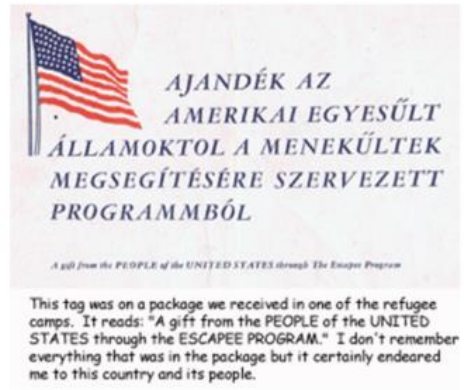 AJANDÉK AZ
AMERIKAI EGYESŰLT
ÁLLAMOKTOL A MENEKŰLTEK
MEGSEGÍTÉSÉRE SZERVEZETT
PROGRAMMBÓL
A gift from the PEOPLE of the UNITED STATES through The Escapee Program
This tag was on a package we received in one of the refugee
camps. It reads: "A gift from the PEOPLE of the UNITED
STATES through the ESCAPEE PROGRAM." I don't remember
everything that was in the package but it certainly endeared
me to this country and its people.